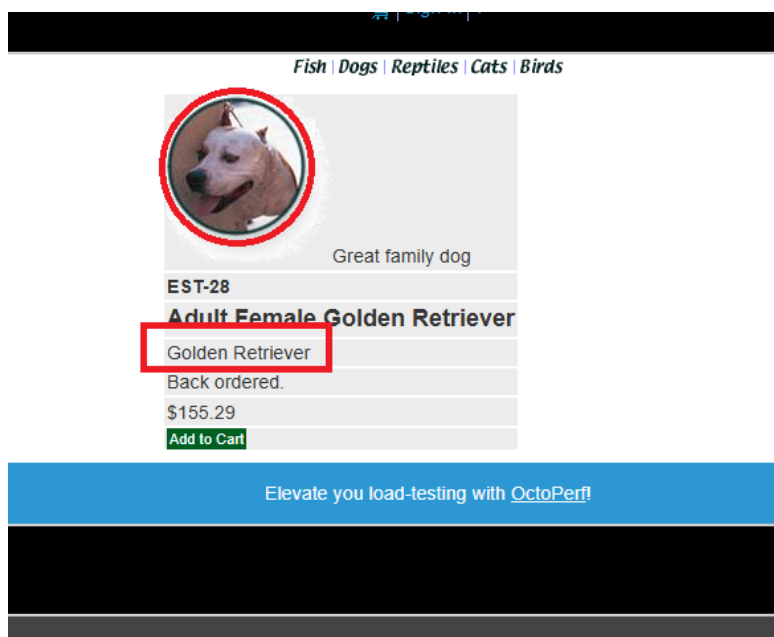 Fish | Dogs | Reptiles | Cats | Birds
Great family dog
EST-28
Adult Female Golden Retriever
Golden Retriever
Back ordered.
$155.29
Add to Cart
Elevate you load-testing with OctoPerf!